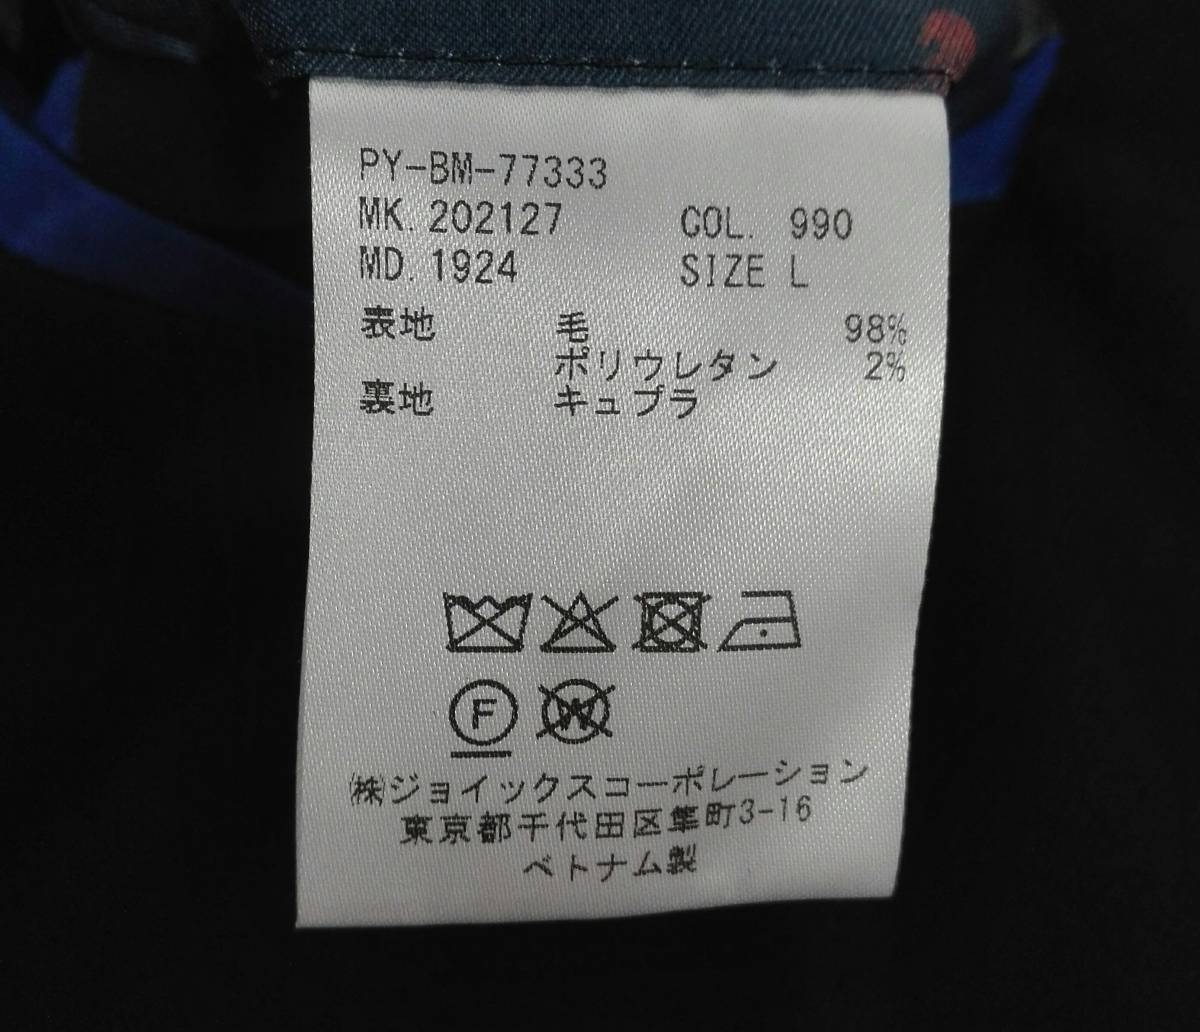 PY-BM-77333
MK. 202127 COL. 990
MD. 1924 SIZE L
表地 毛 98%
ポリウレタン 2%
裏地 キュプラ
F W
㈱ジョイックスコーポレーション
東京都千代田区隼町3-16
ベトナム製